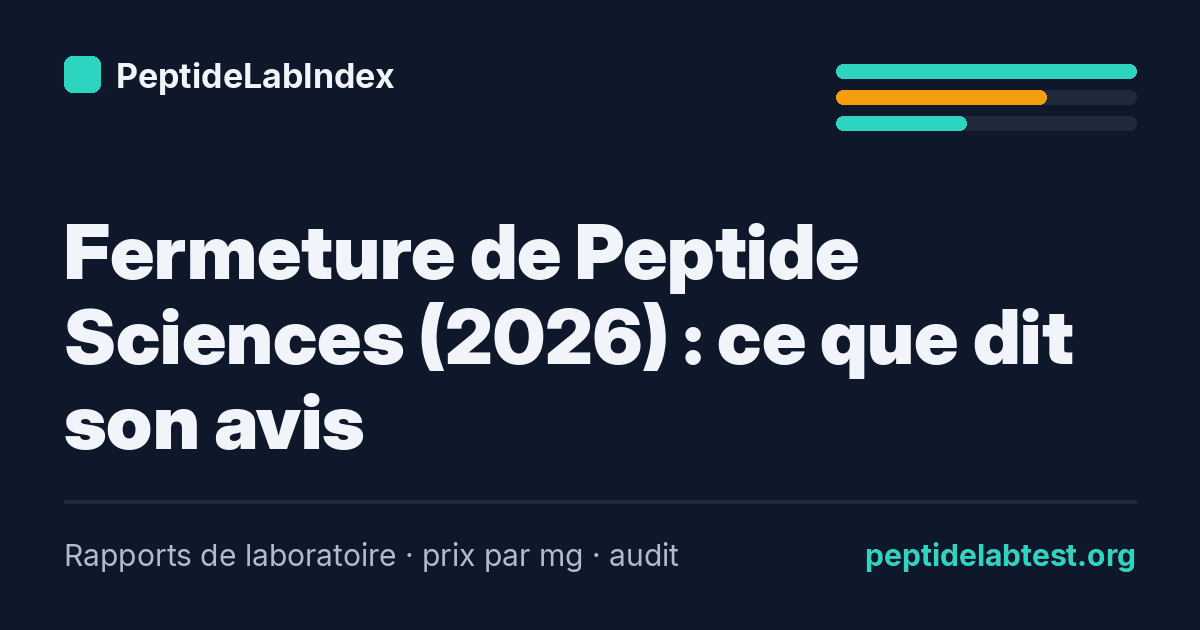 PeptideLabIndex
Fermeture de Peptide
Sciences (2026) : ce que dit
son avis
Rapports de laboratoire · prix par mg · audit
peptidelabtest.org